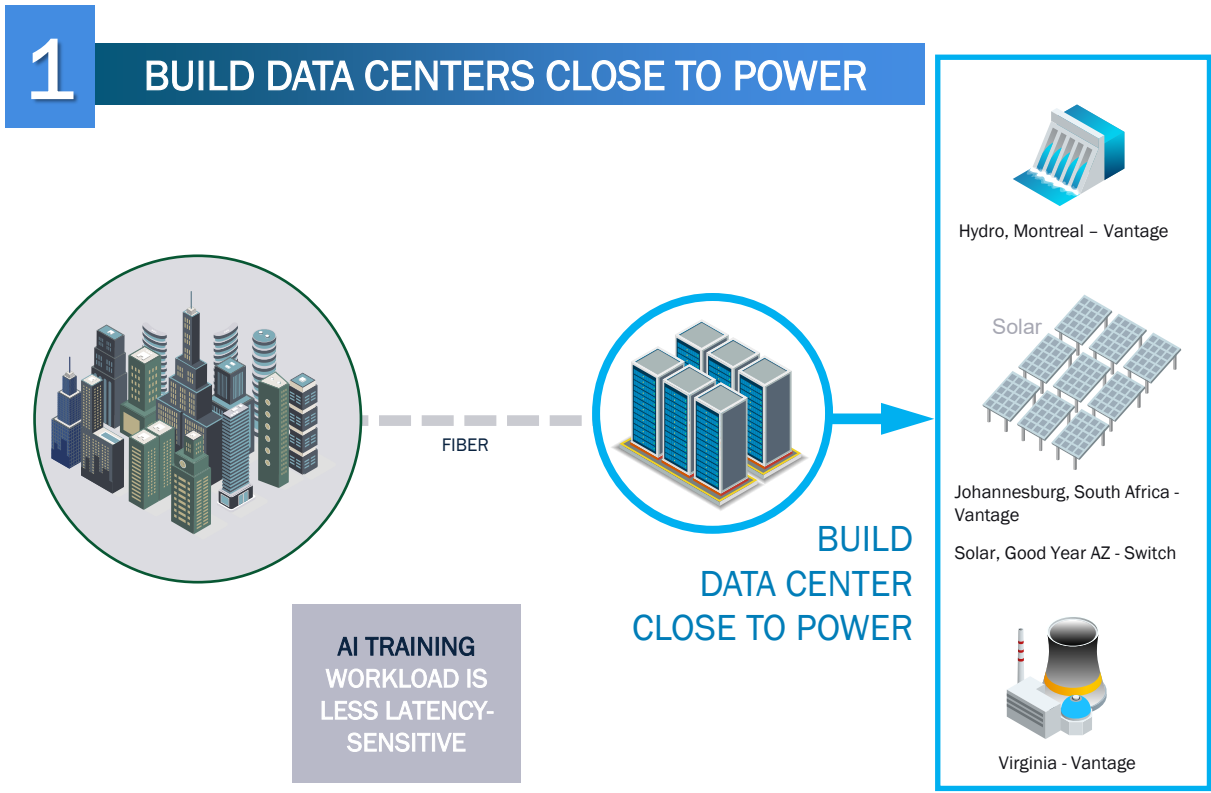 1
BUILD DATA CENTERS CLOSE TO POWER
Hydro, Montreal – Vantage
Solar
Johannesburg, South Africa -
Vantage
Solar, Good Year AZ - Switch
Virginia - Vantage
FIBER
BUILD
DATA CENTER
CLOSE TO POWER
AI TRAINING
WORKLOAD IS
LESS LATENCY-
SENSITIVE